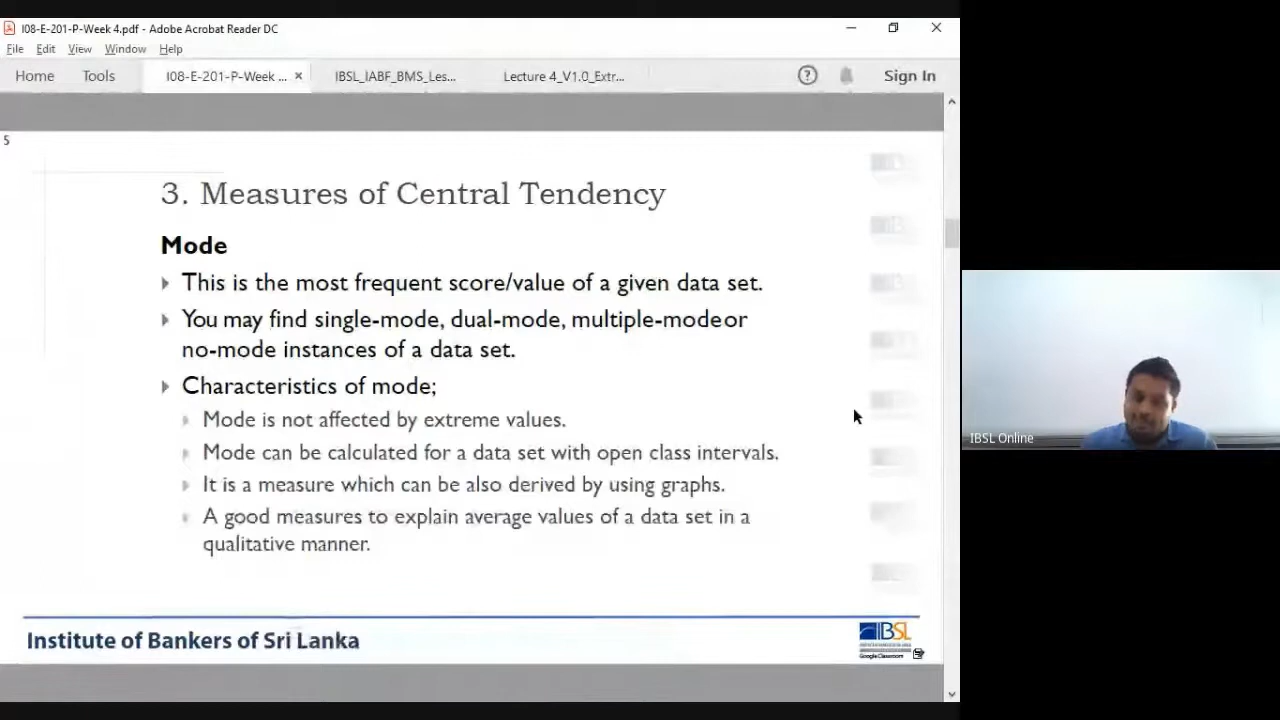 I08-E-201-P-Week 4.pdf - Adobe Acrobat Reader DC
File Edit View Window Help
Home Tools I08-E-201-P-Week ... × IBSL_IABF_BMS_Les... Lecture 4_V1.0_Extr... ? Sign In
5
3. Measures of Central Tendency
Mode
This is the most frequent score/value of a given data set.
You may find single-mode, dual-mode, multiple-mode or
no-mode instances of a data set.
Characteristics of mode;
Mode is not affected by extreme values.
Mode can be calculated for a data set with open class intervals.
It is a measure which can be also derived by using graphs.
A good measures to explain average values of a data set in a
qualitative manner.
IBSL Online
Institute of Bankers of Sri Lanka
IBSL
Google Classroom